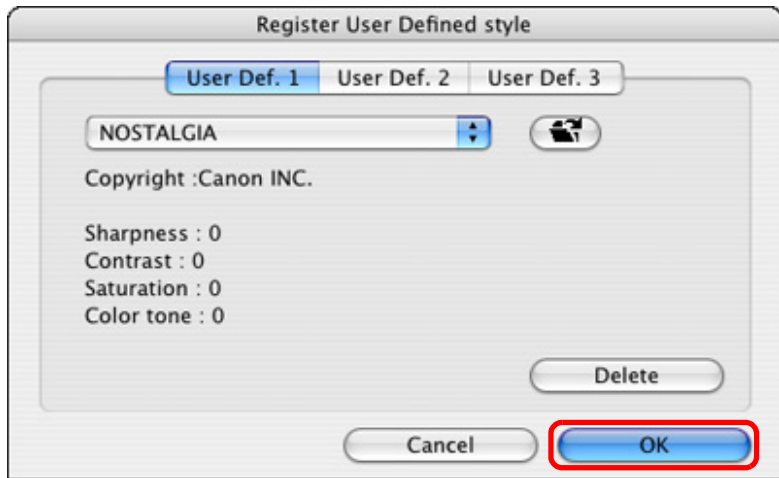 Register User Defined style
User Def. 1 User Def. 2 User Def. 3
NOSTALGIA
Copyright :Canon INC.
Sharpness : 0
Contrast : 0
Saturation : 0
Color tone : 0
Delete
Cancel OK